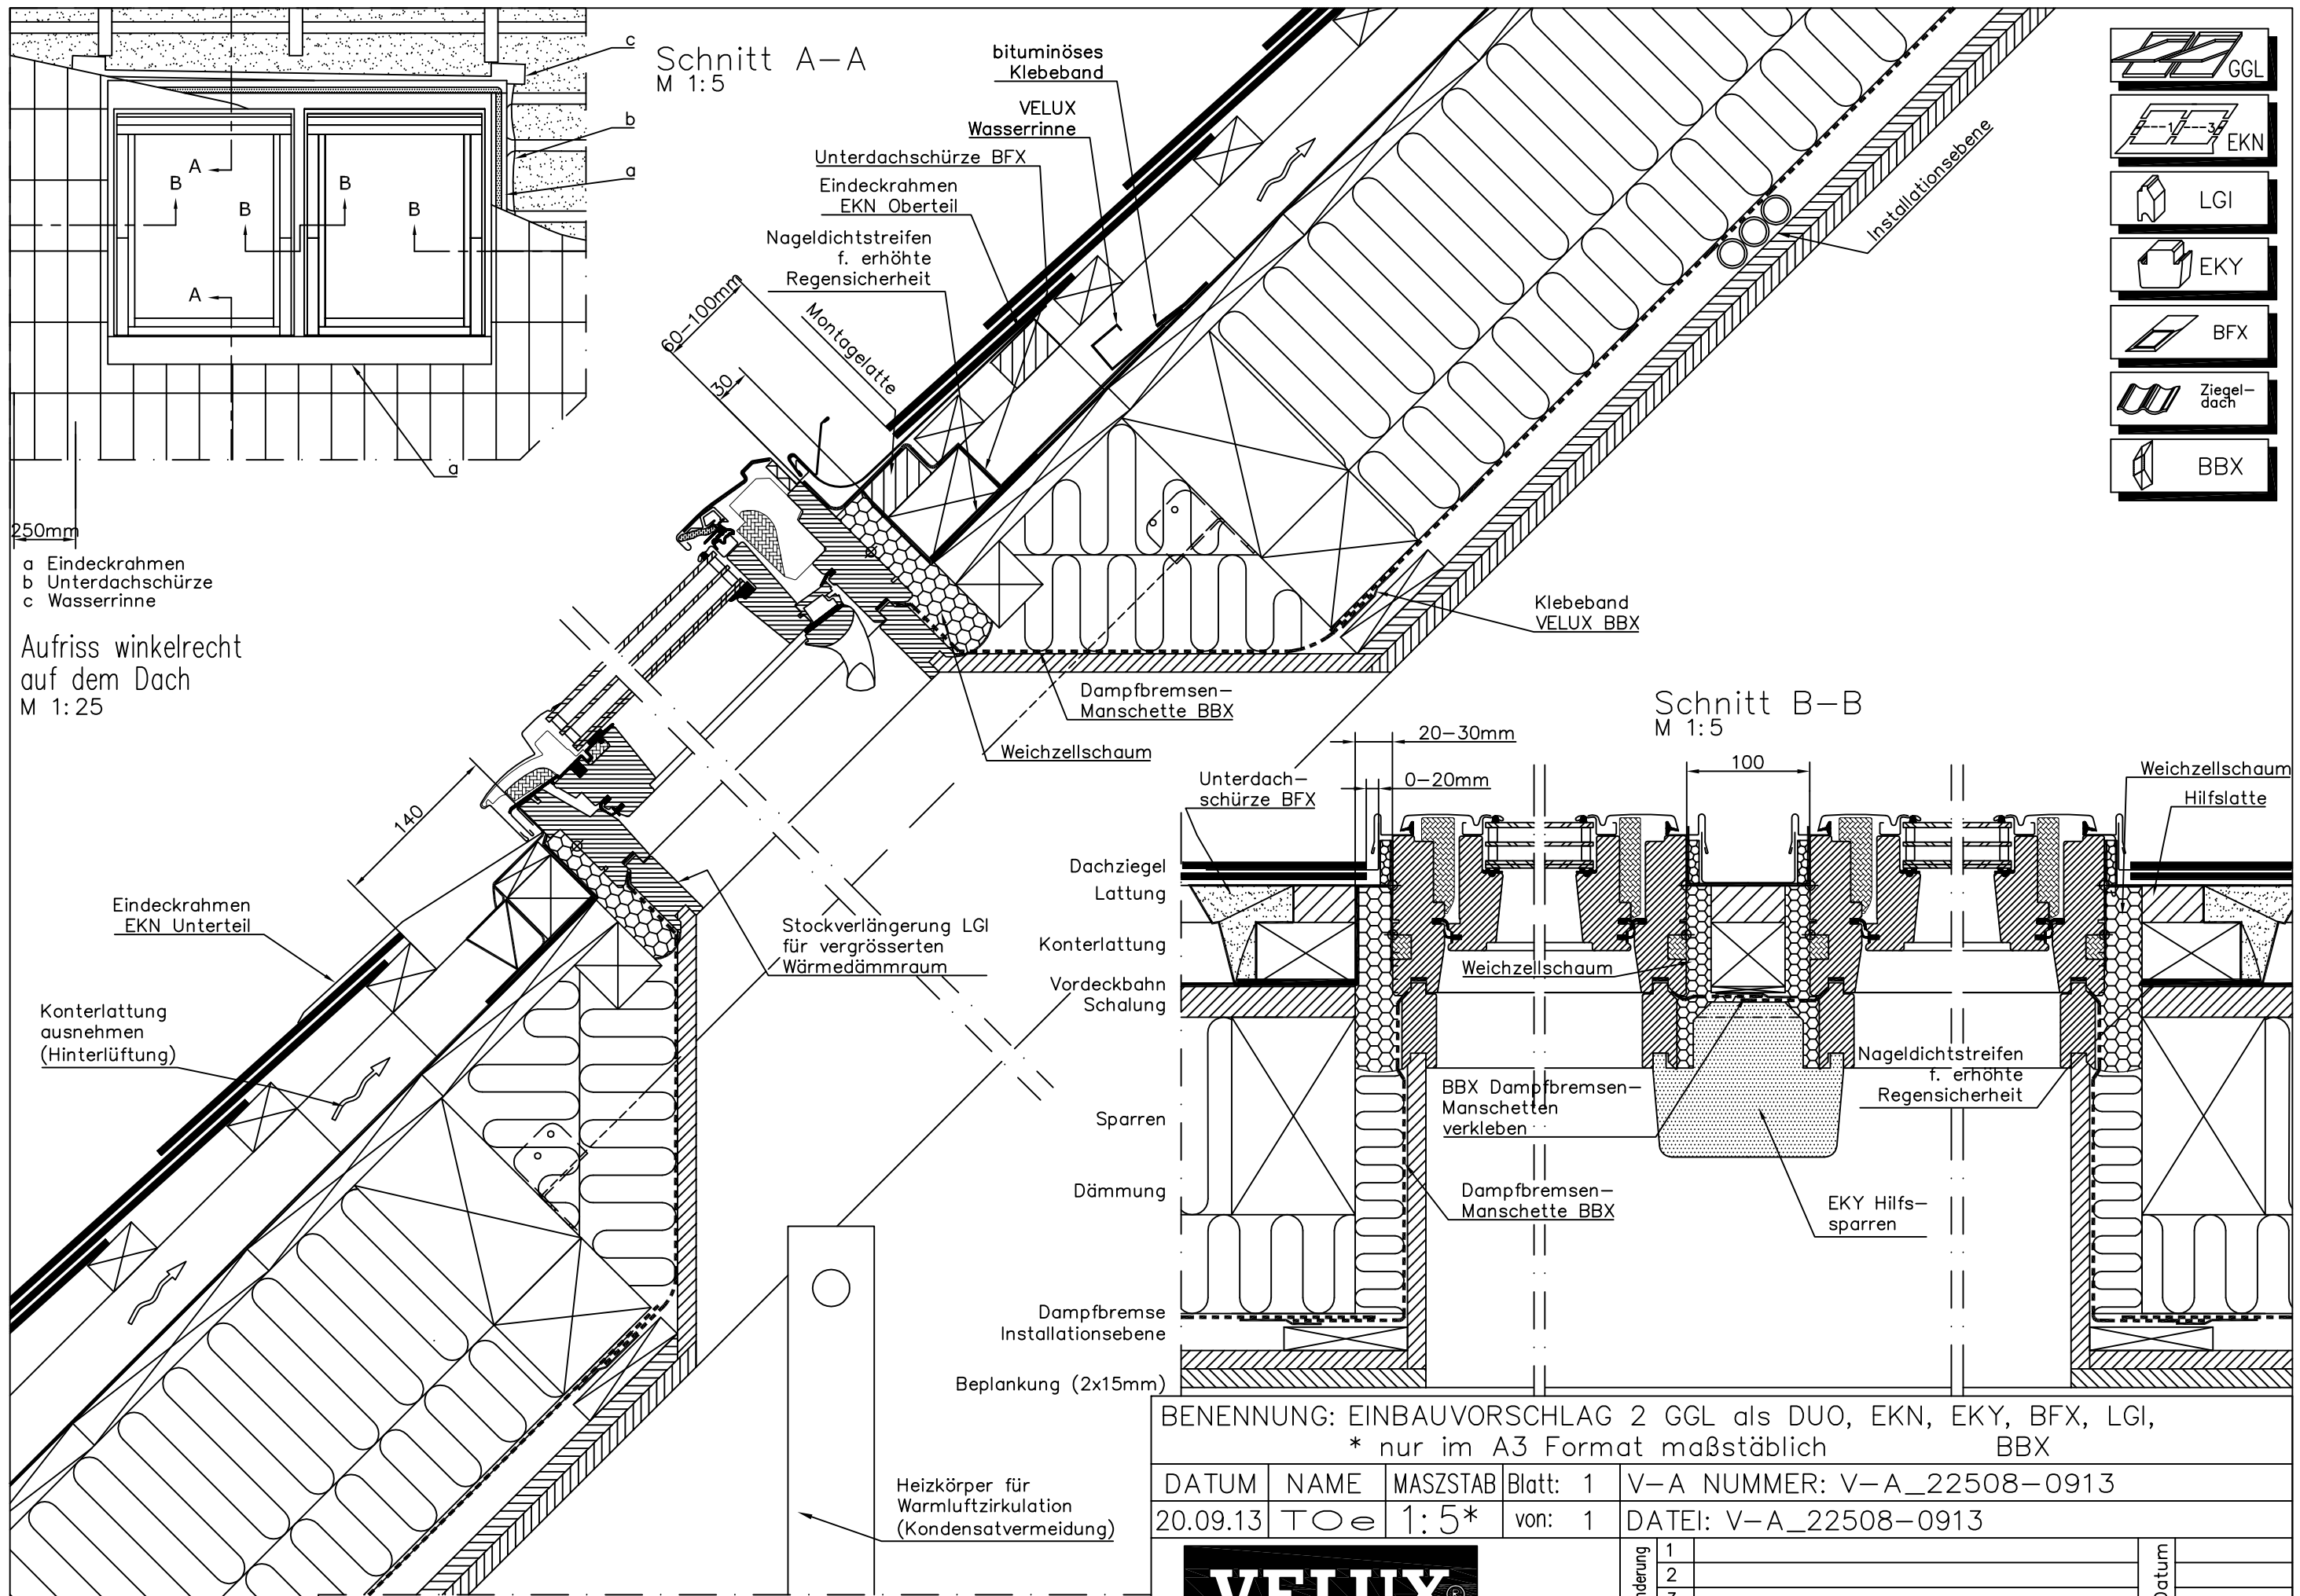 Schnitt A-A
M 1:5
c
b
a
A
B
B
B
B
A
a
250mm
a Eindeckrahmen
b Unterdachschürze
c Wasserrinne
Aufriss winkelrecht
auf dem Dach
M 1:25
bituminöses
Klebeband
VELUX
Wasserrinne
Unterdachschürze BFX
Eindeckrahmen
EKN Oberteil
Nageldichtstreifen
f. erhöhte
Regensicherheit
60-100mm
30
Montagelatte
Installationsebene
Klebeband
VELUX BBX
Dampfbremsen-
Manschette BBX
Weichzellschaum
140
Eindeckrahmen
EKN Unterteil
Konterlattung
ausnehmen
(Hinterlüftung)
Stockverlängerung LGI
für vergrösserten
Wärmedämmraum
Heizkörper für
Warmluftzirkulation
(Kondensatvermeidung)
GGL
1
3
EKN
LGI
EKY
BFX
Ziegel-
dach
BBX
Schnitt B-B
M 1:5
20-30mm
0-20mm
100
Unterdach-
schürze BFX
Weichzellschaum
Hilfslatte
Dachziegel
Lattung
Konterlattung
Vordeckbahn
Schalung
Sparren
Dämmung
Dampfbremse
Installationsebene
Beplankung (2x15mm)
Weichzellschaum
BBX Dampfbremsen-
Manschetten
verkleben
Dampfbremsen-
Manschette BBX
Nageldichtstreifen
f. erhöhte
Regensicherheit
EKY Hilfs-
sparren
BENENNUNG: EINBAUVORSCHLAG 2 GGL als DUO, EKN, EKY, BFX, LGI,
* nur im A3 Format maßstäblich BBX
DATUM NAME MASZSTAB Blatt: 1 V-A NUMMER: V-A_22508-0913
20.09.13 TOe 1:5* von: 1 DATEI: V-A_22508-0913
VELUX®
1
2
Datum